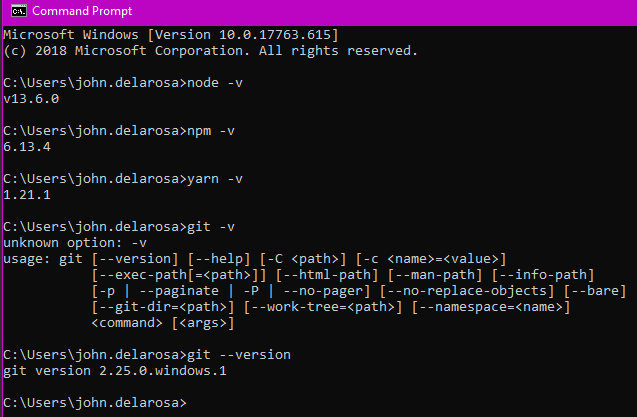 Command Prompt
Microsoft Windows [Version 10.0.17763.615]
(c) 2018 Microsoft Corporation. All rights reserved.
C:\Users\john.delarosa>node -v
v13.6.0
C:\Users\john.delarosa>npm -v
6.13.4
C:\Users\john.delarosa>yarn -v
1.21.1
C:\Users\john.delarosa>git -v
unknown option: -v
usage: git [--version] [--help] [-C <path>] [-c <name>=<value>]
           [--exec-path[=<path>]] [--html-path] [--man-path] [--info-path]
           [-p | --paginate | -P | --no-pager] [--no-replace-objects] [--bare]
           [--git-dir=<path>] [--work-tree=<path>] [--namespace=<name>]
           <command> [<args>]
C:\Users\john.delarosa>git --version
git version 2.25.0.windows.1
C:\Users\john.delarosa>